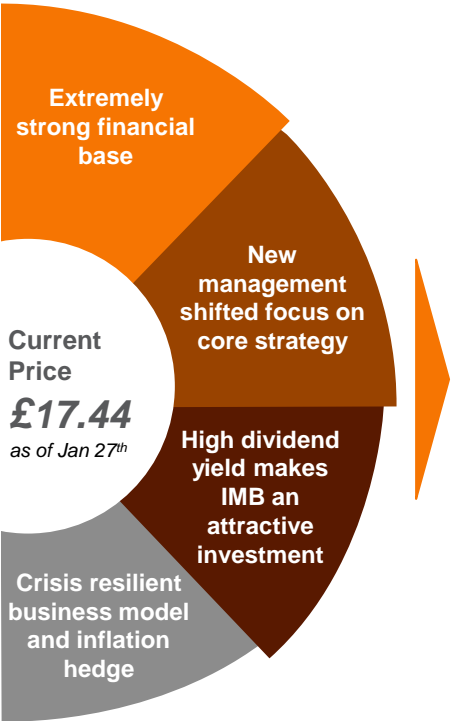 Extremely
strong financial
base
New
management
shifted focus on
core strategy
Current
Price
£17.44
as of Jan 27th
High dividend
yield makes
IMB an
attractive
investment
Crisis resilient
business model
and inflation
hedge